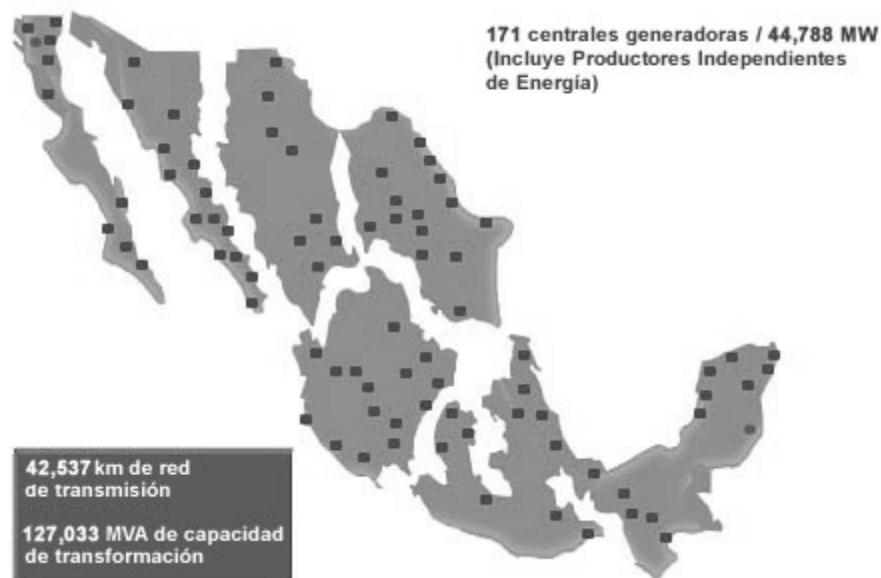 171 centrales generadoras / 44,788 MW
(Incluye Productores Independientes
de Energía)
42,537 km de red
de transmisión
127,033 MVA de capacidad
de transformación